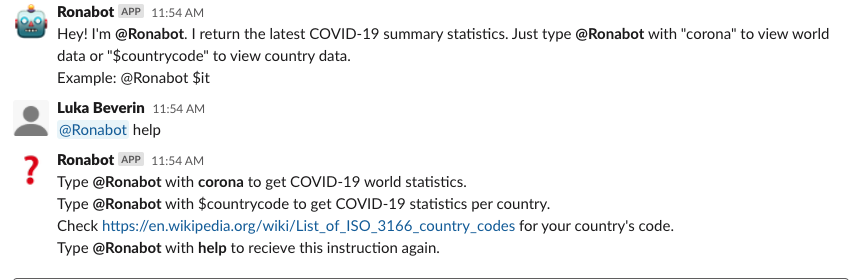 Ronabot APP 11:54 AM
Hey! I'm @Ronabot. I return the latest COVID-19 summary statistics. Just type @Ronabot with "corona" to view world
data or "$countrycode" to view country data.
Example: @Ronabot $it
Luka Beverin 11:54 AM
@Ronabot help
Ronabot APP 11:54 AM
Type @Ronabot with corona to get COVID-19 world statistics.
Type @Ronabot with $countrycode to get COVID-19 statistics per country.
Check https://en.wikipedia.org/wiki/List_of_ISO_3166_country_codes for your country's code.
Type @Ronabot with help to recieve this instruction again.